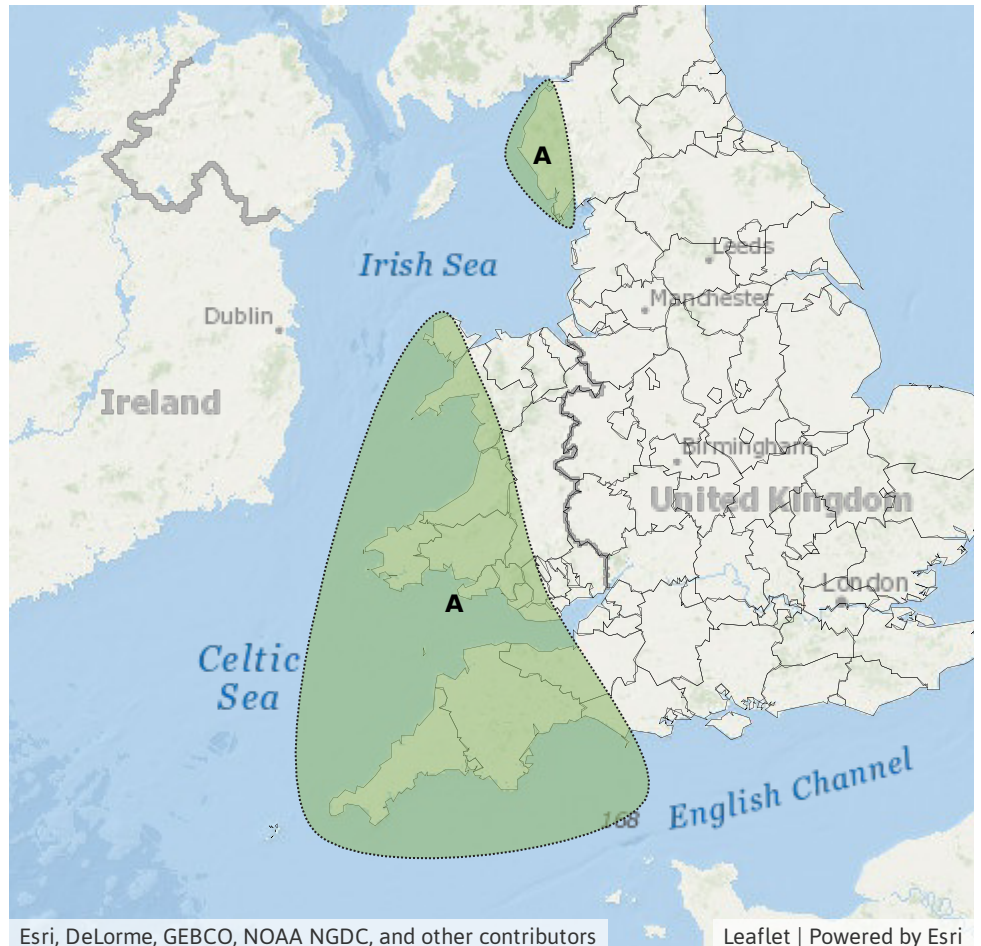 A
Leeds
Irish Sea
Manchester
Dublin
Ireland
Birmingham
United Kingdom
London
A
Celtic
Sea
English Channel
168
Esri, DeLorme, GEBCO, NOAA NGDC, and other contributors
Leaflet | Powered by Esri